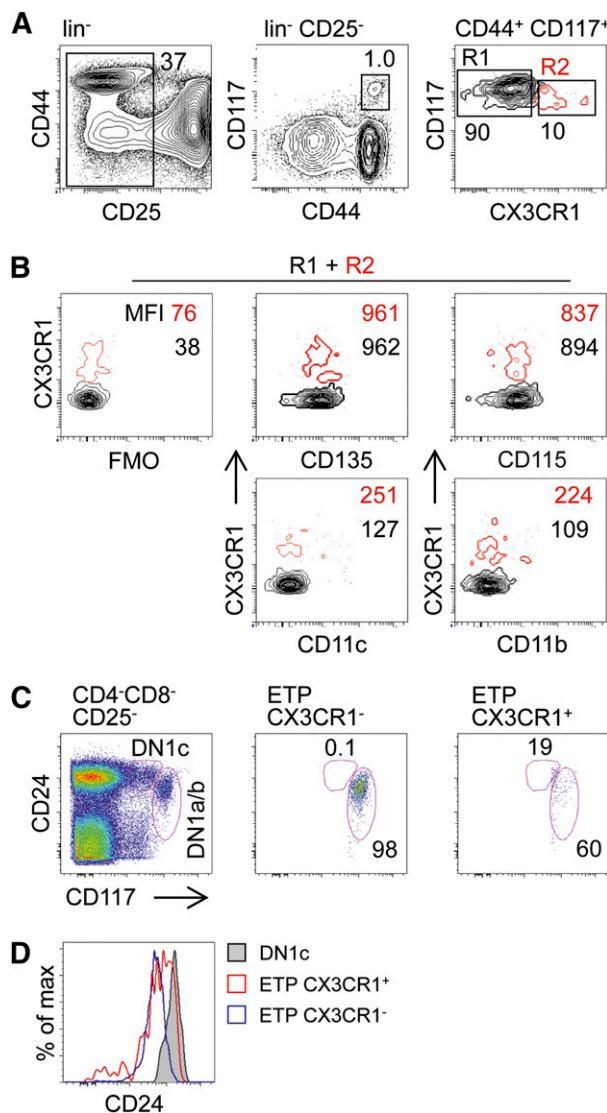 A
lin-
37
CD44
CD25
lin- CD25-
1.0
CD117
CD44
CD44+ CD117+
R1
R2
90
10
CD117
CX3CR1
B
R1 + R2
MFI 76
38
CX3CR1
FMO
961
962
CD135
837
894
CD115
251
127
CX3CR1
CD11c
224
109
CX3CR1
CD11b
C
CD4-CD8-
CD25-
DN1c
DN1a/b
CD24
CD117
ETP
CX3CR1-
0.1
98
ETP
CX3CR1+
19
60
D
% of max
CD24
DN1c
ETP CX3CR1+
ETP CX3CR1-